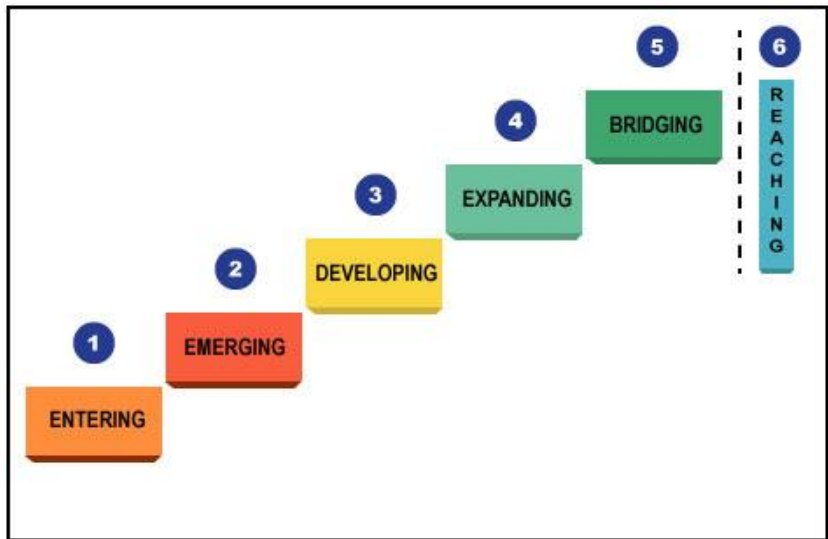 1
ENTERING
2
EMERGING
3
DEVELOPING
4
EXPANDING
5
BRIDGING
6
REACHING